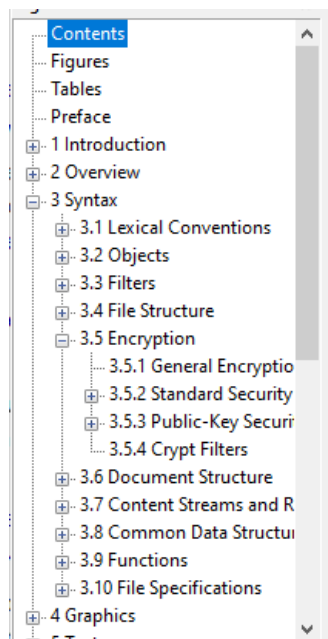 Contents
Figures
Tables
Preface
1 Introduction
2 Overview
3 Syntax
3.1 Lexical Conventions
3.2 Objects
3.3 Filters
3.4 File Structure
3.5 Encryption
3.5.1 General Encryptio
3.5.2 Standard Security
3.5.3 Public-Key Securi
3.5.4 Crypt Filters
3.6 Document Structure
3.7 Content Streams and R
3.8 Common Data Structu
3.9 Functions
3.10 File Specifications
4 Graphics